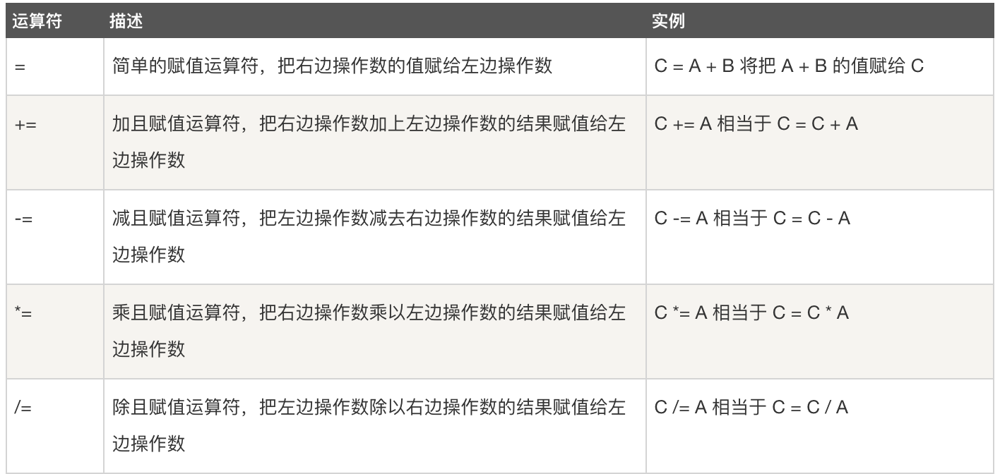 运算符 描述 实例
= 简单的赋值运算符，把右边操作数的值赋给左边操作数 C = A + B 将把 A + B 的值赋给 C
+= 加且赋值运算符，把右边操作数加上左边操作数的结果赋值给左 C += A 相当于 C = C + A
边操作数
-= 减且赋值运算符，把左边操作数减去右边操作数的结果赋值给左 C -= A 相当于 C = C - A
边操作数
*= 乘且赋值运算符，把右边操作数乘以左边操作数的结果赋值给左 C *= A 相当于 C = C * A
边操作数
/= 除且赋值运算符，把左边操作数除以右边操作数的结果赋值给左 C /= A 相当于 C = C / A
边操作数